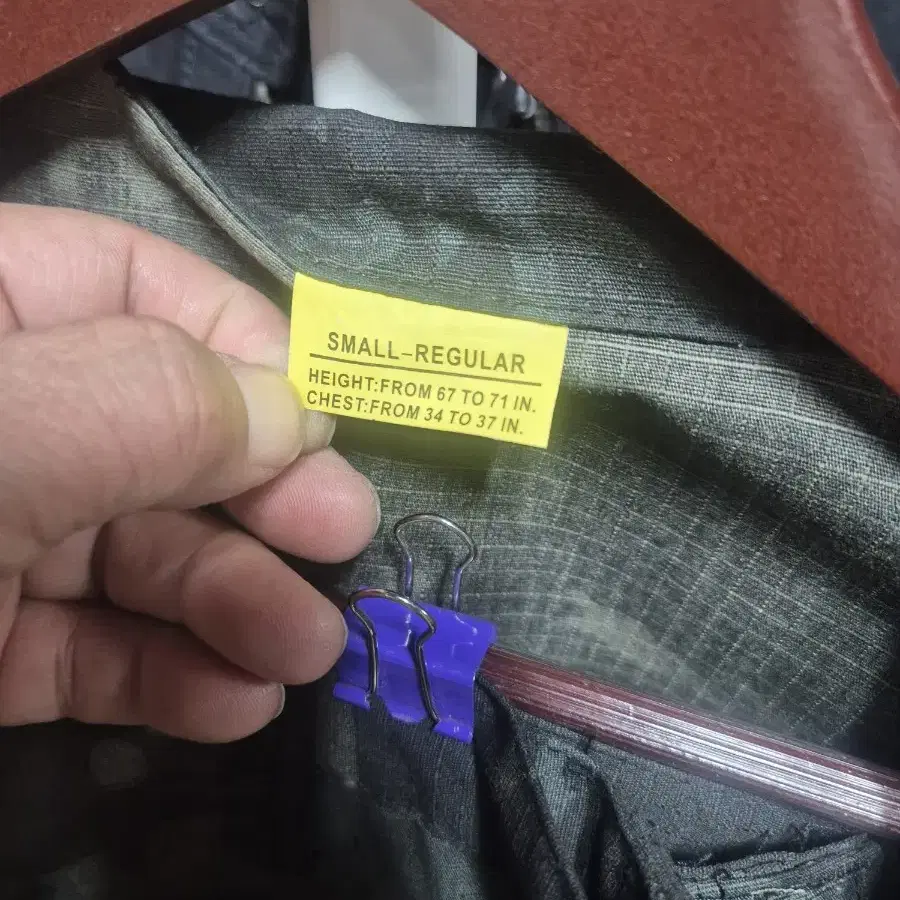 SMALL–REGULAR
HEIGHT:FROM 67 TO 71 IN.
CHEST:FROM 34 TO 37 IN.